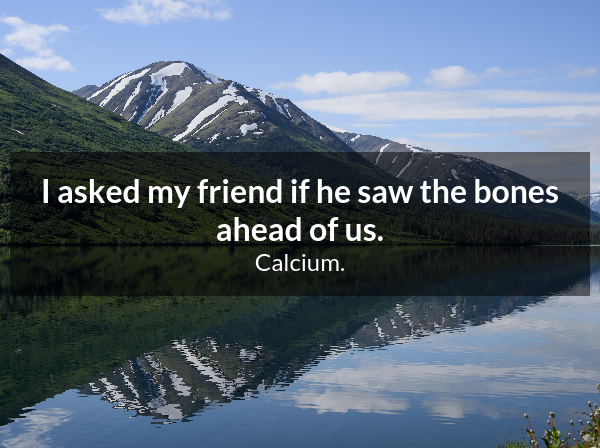 I asked my friend if he saw the bones
ahead of us.
Calcium.